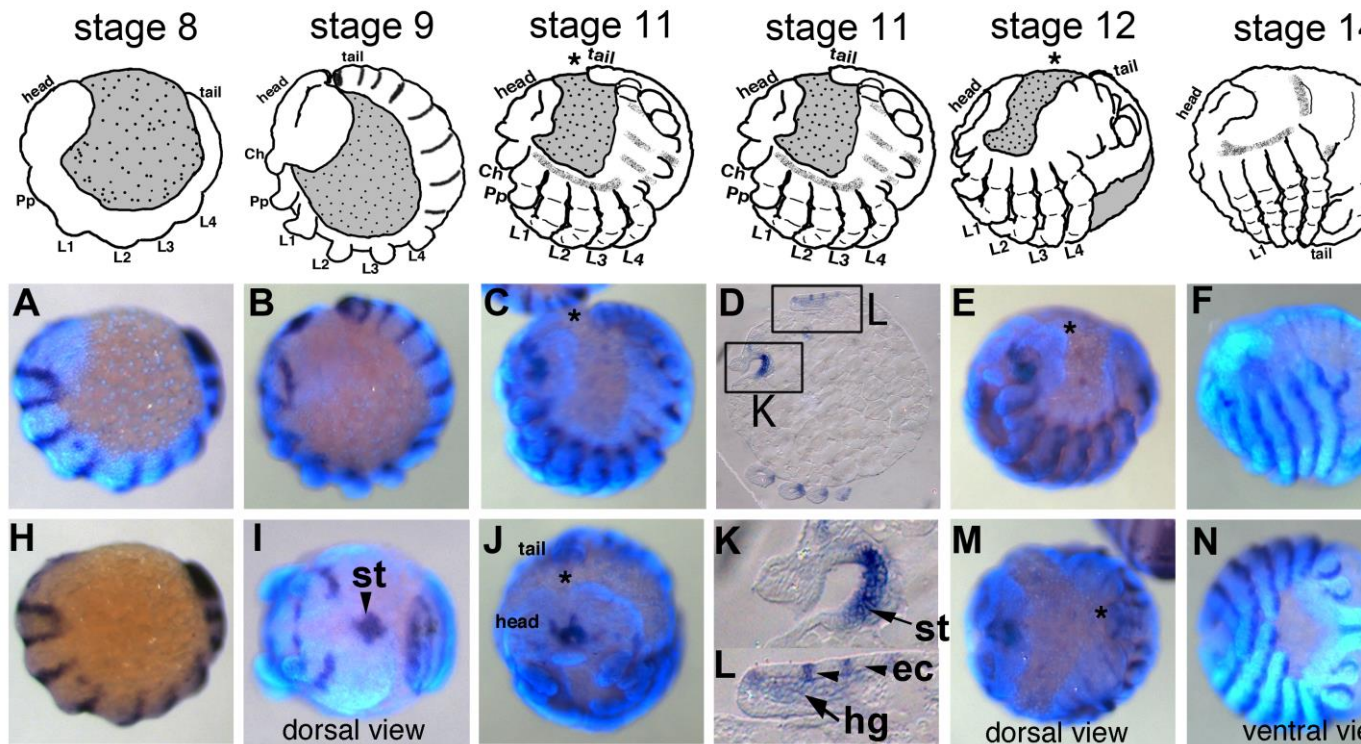 stage 8
stage 9
stage 11
stage 11
stage 12
stage 14
head
tail
Pp
L1
L2
L3
L4
tail
head
Ch
Pp
L1
L2
L3
L4
* tail
head
Ch
Pp
L1
L2
L3
L4
tail
head
Ch
Pp
L1
L2
L3
L4
*
tail
head
L1
L2
L3
L4
head
L1
tail
A
B
C
*
D
L
K
E
*
F
H
I
st
dorsal view
J
tail
*
head
K
st
L
ec
hg
M
*
dorsal view
N
ventral vie